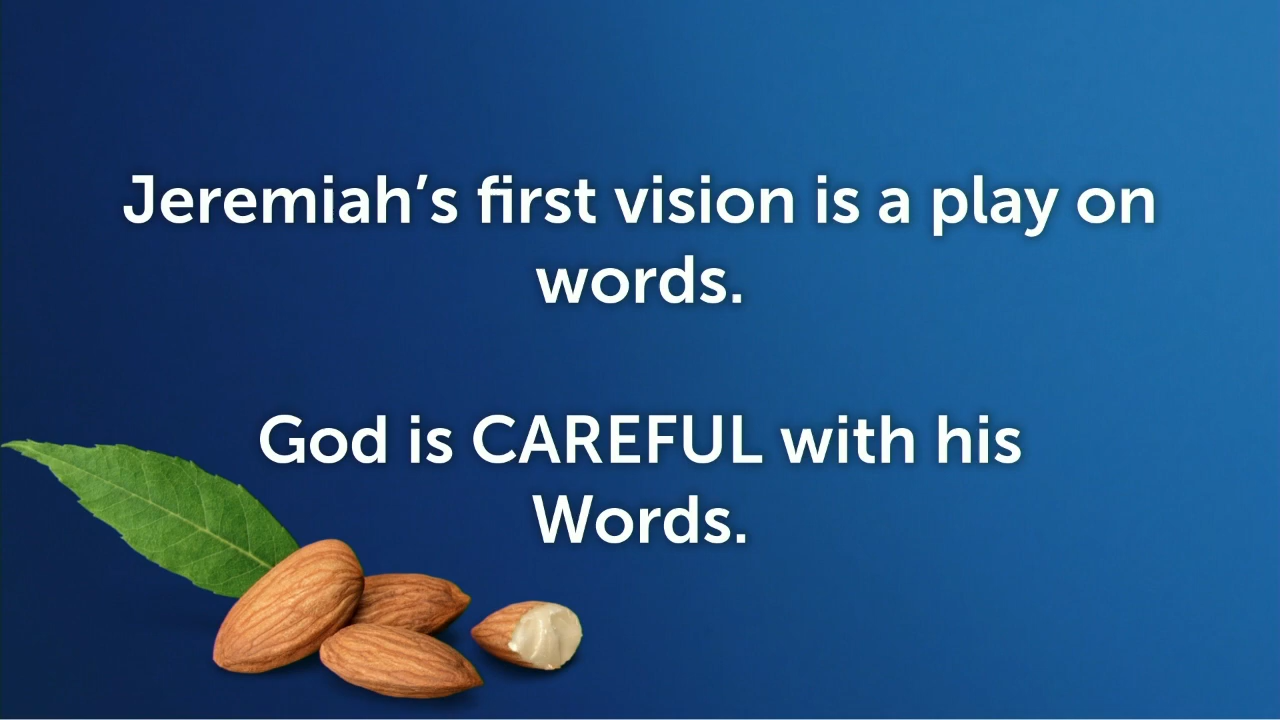 Jeremiah’s first vision is a play on
words.
God is CAREFUL with his
Words.